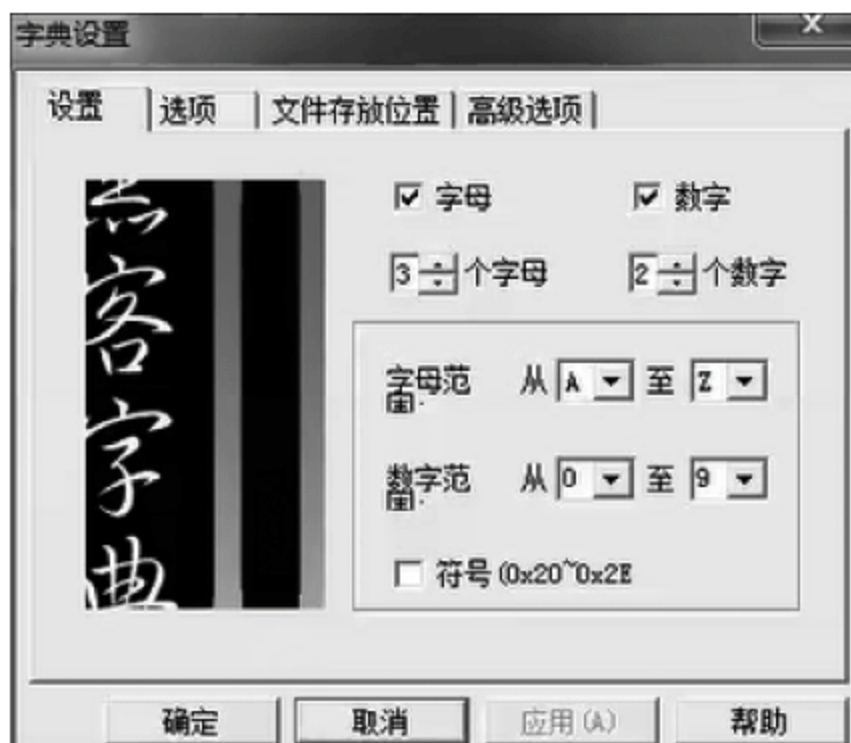 字典设置
设置 选项 文件存放位置 高级选项
黑客字典
字母 数字
3 个字母 2 个数字
字母范围: 从 A 至 Z
数字范围: 从 0 至 9
符号(0x20~0x2E
确定 取消 应用(A) 帮助